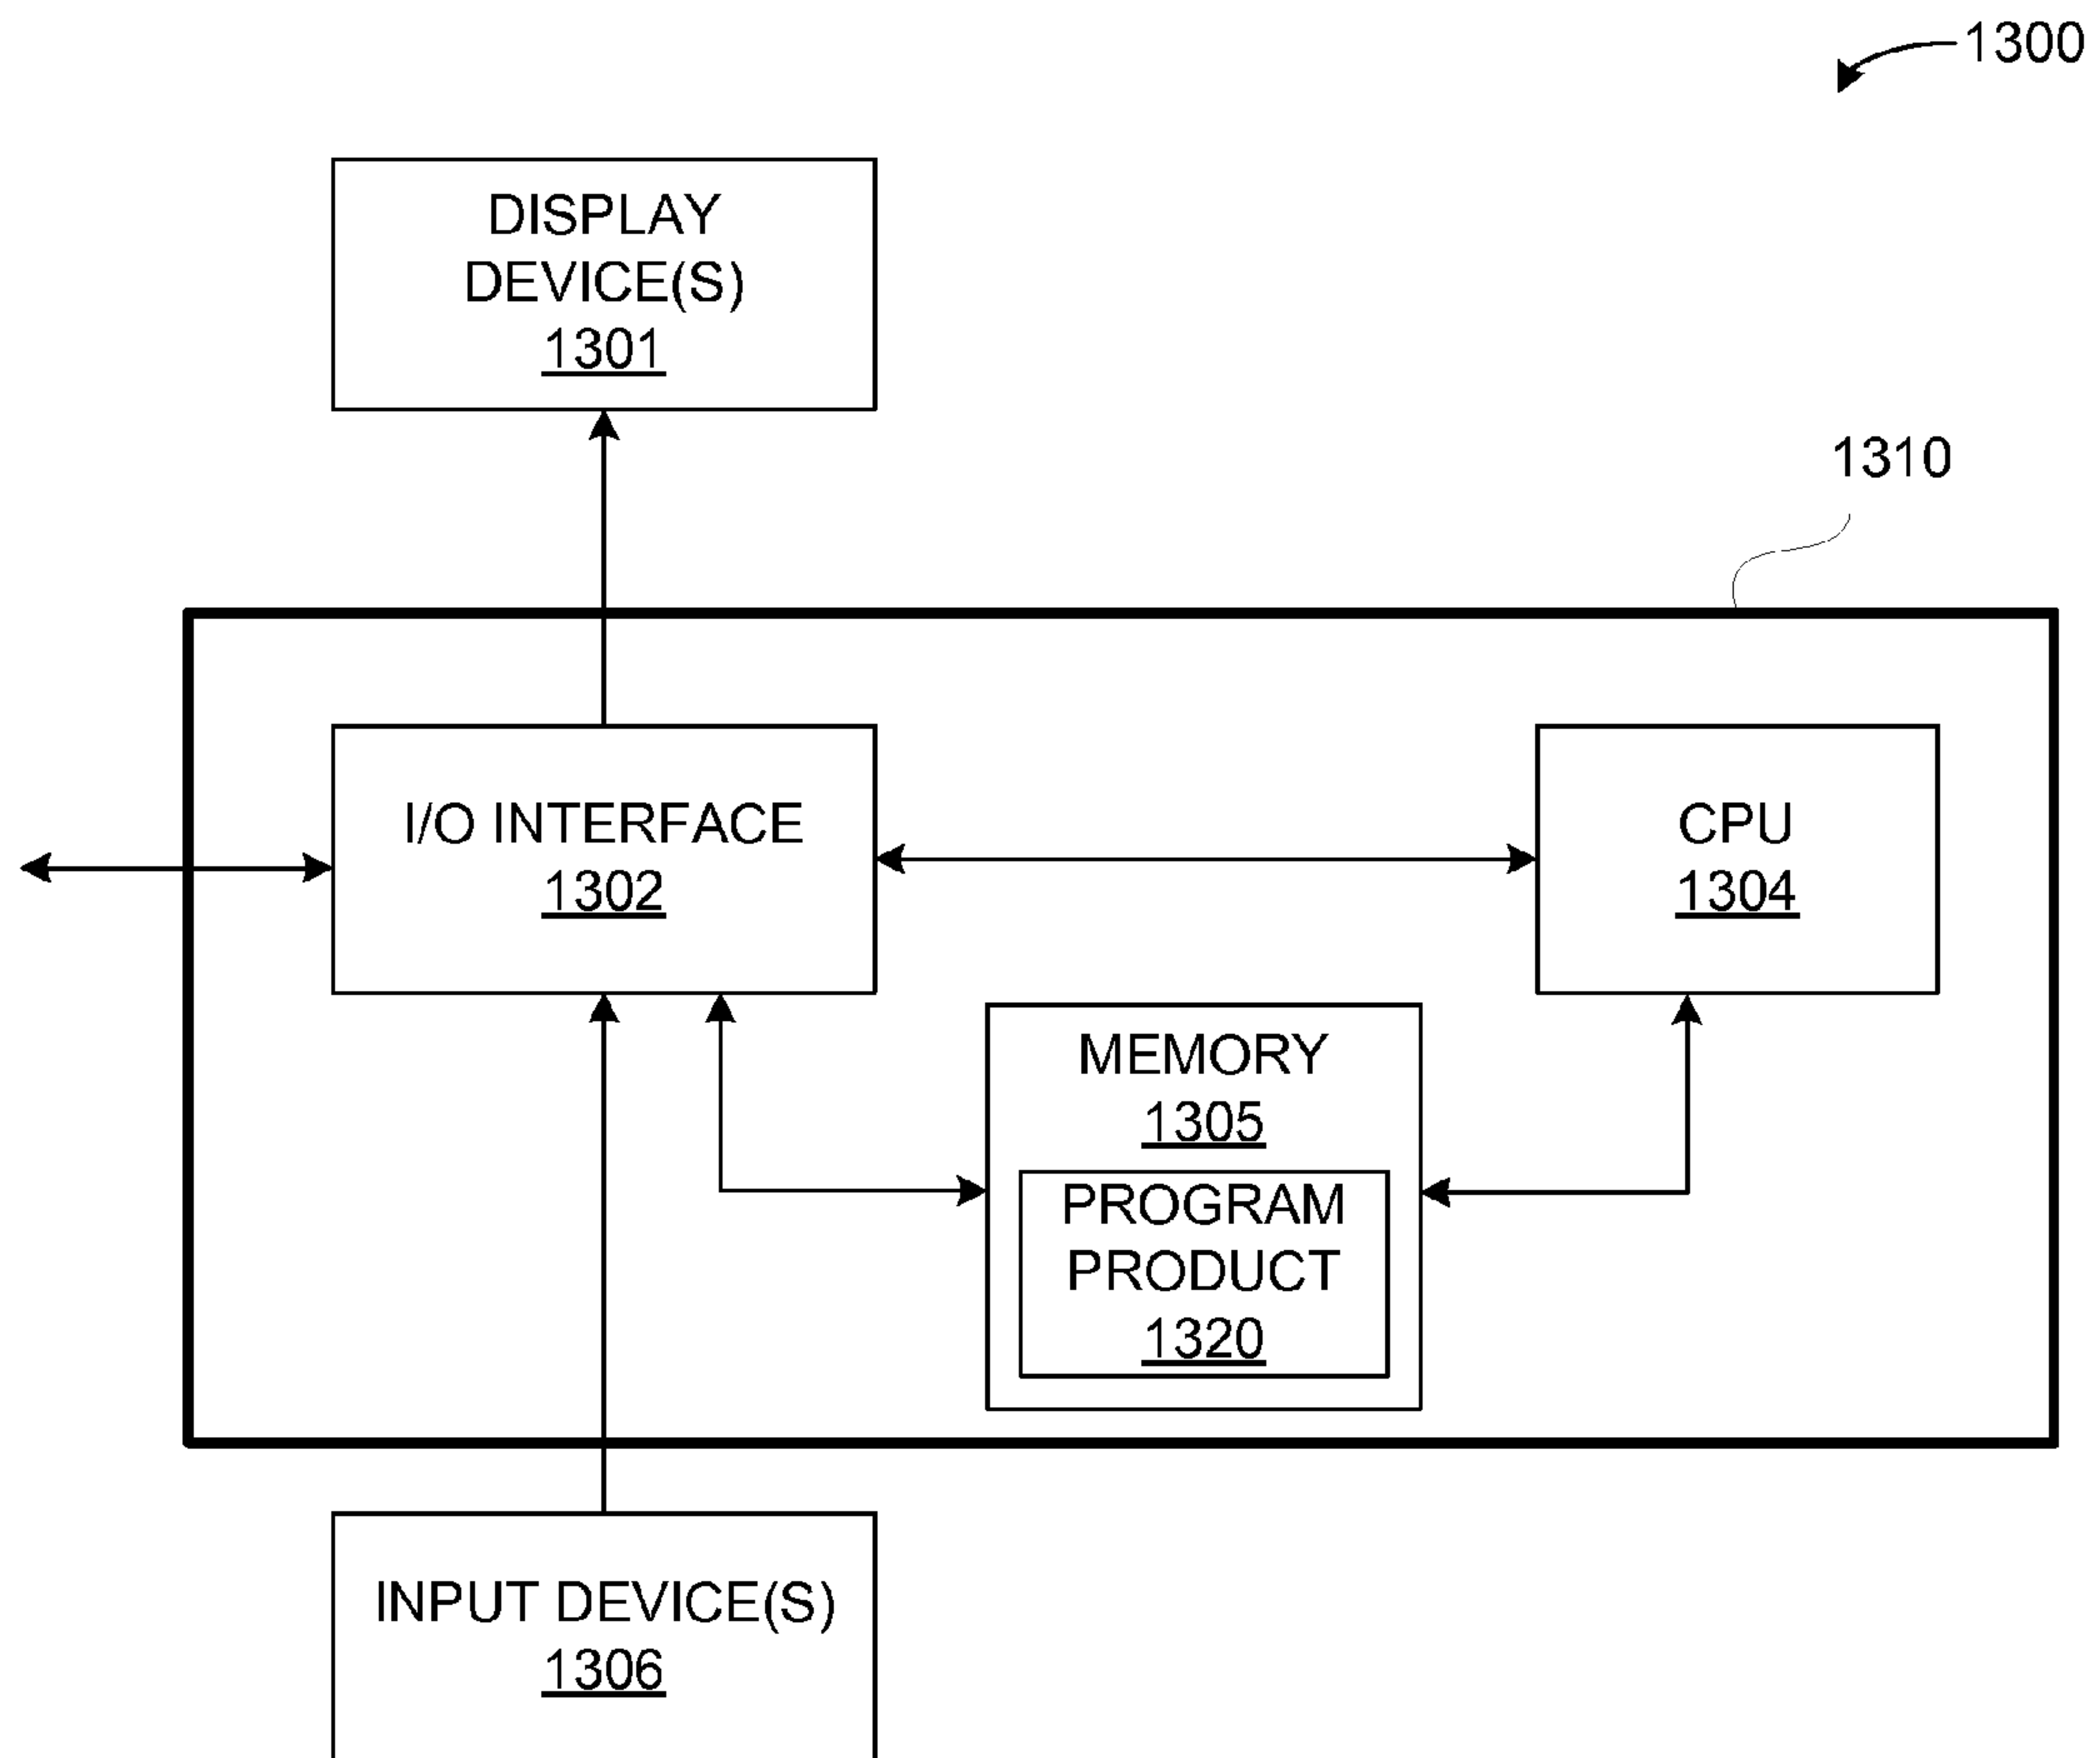 1300
DISPLAY
DEVICE(S)
1301
1310
I/O INTERFACE
1302
CPU
1304
MEMORY
1305
PROGRAM
PRODUCT
1320
INPUT DEVICE(S)
1306